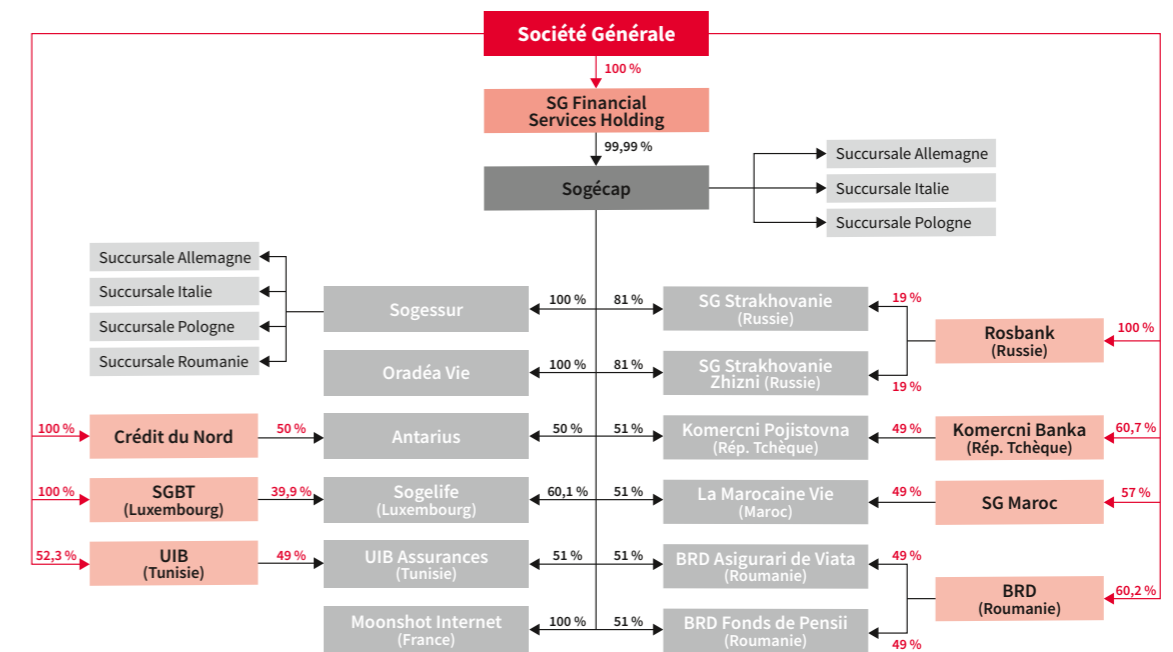 Société Générale
100 %
SG Financial
Services Holding
99,99 %
Sogécap
Succursale Allemagne
Succursale Italie
Succursale Pologne
Succursale Allemagne
Succursale Italie
Succursale Pologne
Succursale Roumanie
Sogessur
100 %
81 %
SG Strakhovanie
(Russie)
19 %
Rosbank
(Russie)
100 %
Oradéa Vie
100 %
81 %
SG Strakhovanie
Zhizni (Russie)
19 %
100 %
Crédit du Nord
50 %
Antarius
50 %
51 %
Komercni Pojistovna
(Rép. Tchèque)
49 %
Komercni Banka
(Rép. Tchèque)
60,7 %
100 %
SGBT
(Luxembourg)
39,9 %
Sogelife
(Luxembourg)
60,1 %
51 %
La Marocaine Vie
(Maroc)
49 %
SG Maroc
57 %
52,3 %
UIB
(Tunisie)
49 %
UIB Assurances
(Tunisie)
51 %
51 %
BRD Asigurari de Viata
(Roumanie)
49 %
BRD
(Roumanie)
60,2 %
Moonshot Internet
(France)
100 %
51 %
BRD Fonds de Pensii
(Roumanie)
49 %